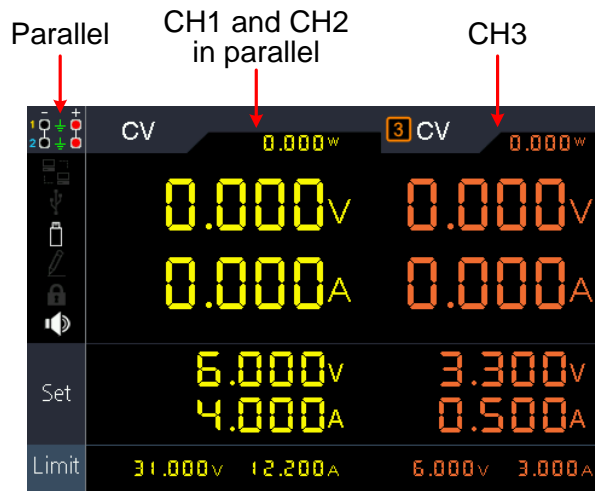 Parallel
CH1 and CH2
in parallel
CH3
- +
1
2
CV 0.000W 3 CV 0.000W
0.000V 0.000V
0.000A 0.000A
Set
6.000V 3.300V
4.000A 0.500A
Limit 31.000V 12.200A 6.000V 3.000A